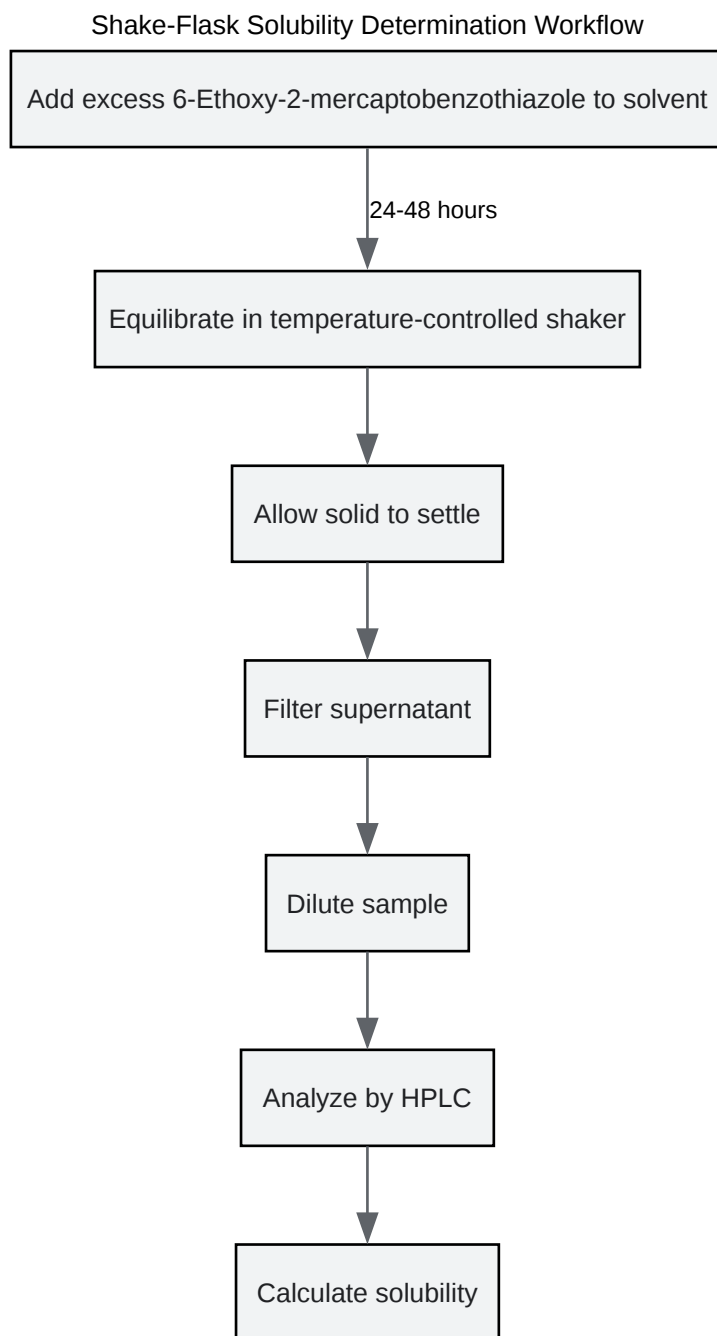 Shake-Flask Solubility Determination Workflow
Add excess 6-Ethoxy-2-mercaptobenzothiazole to solvent
24-48 hours
Equilibrate in temperature-controlled shaker
Allow solid to settle
Filter supernatant
Dilute sample
Analyze by HPLC
Calculate solubility